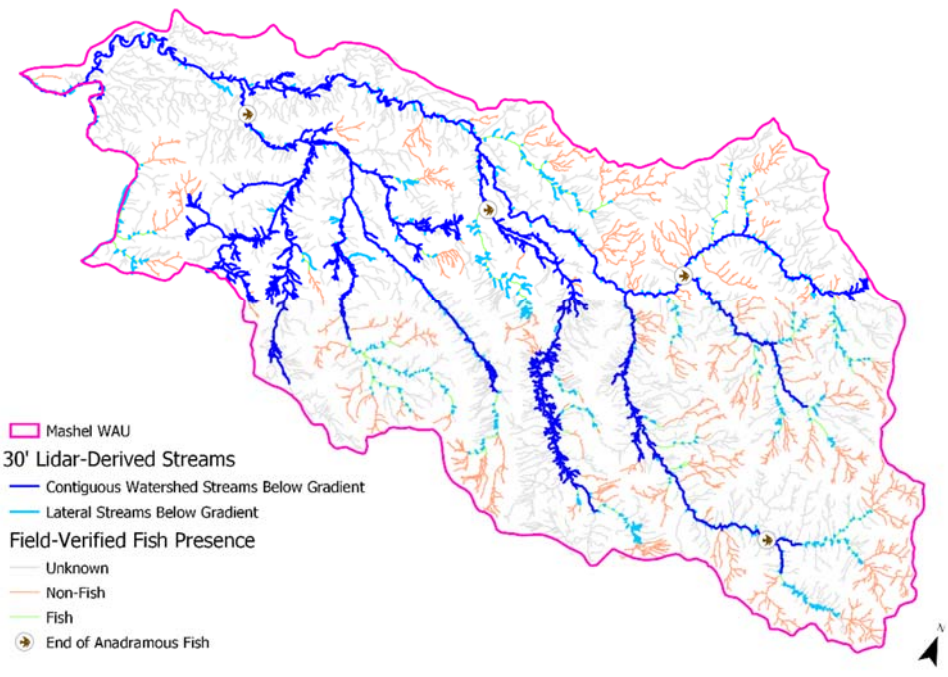 Mashel WAU
30' Lidar-Derived Streams
Contiguous Watershed Streams Below Gradient
Lateral Streams Below Gradient
Field-Verified Fish Presence
Unknown
Non-Fish
Fish
End of Anadramous Fish
N